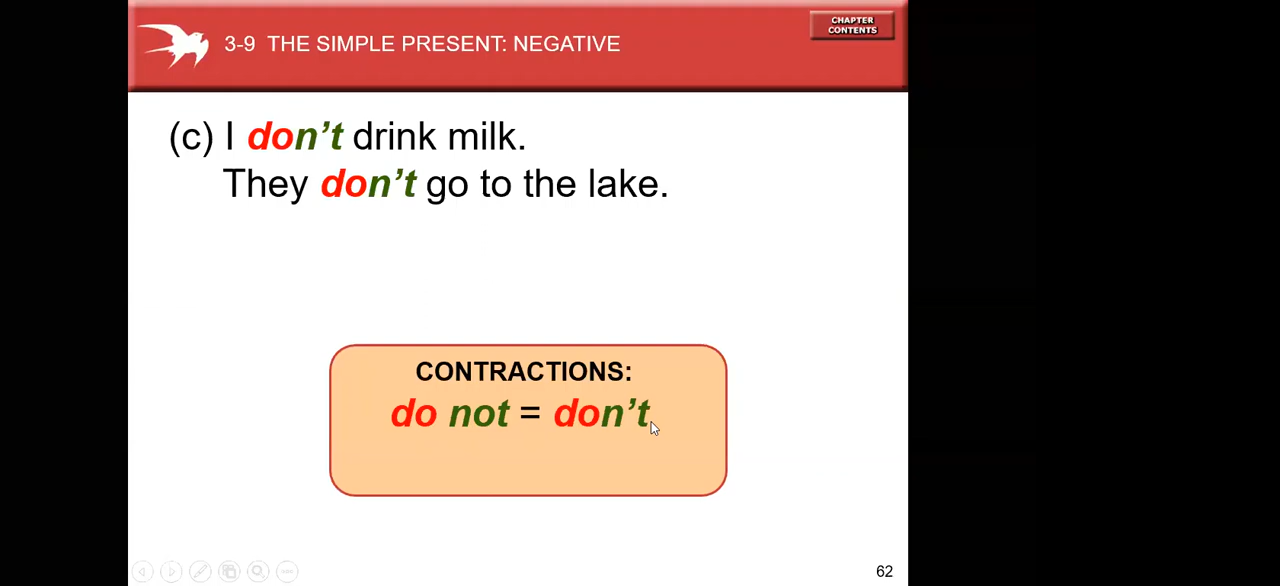 CHAPTER
CONTENTS
3-9 THE SIMPLE PRESENT: NEGATIVE
(c) I don’t drink milk.
They don’t go to the lake.
CONTRACTIONS:
do not = don’t
62